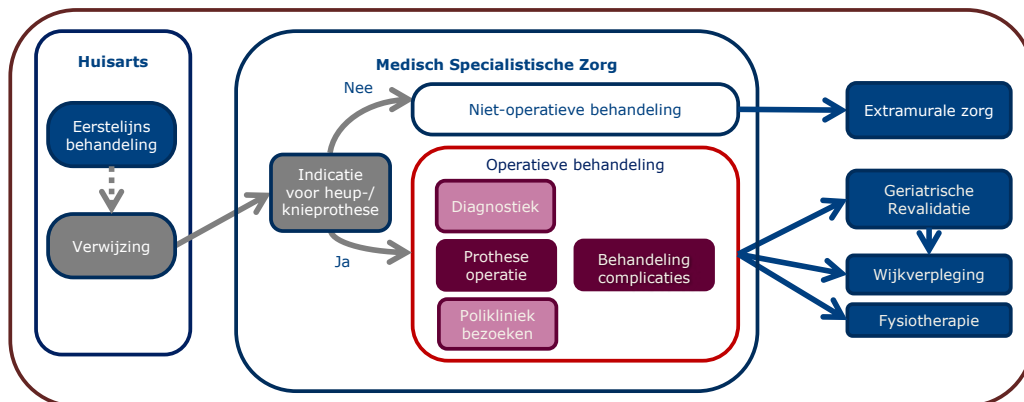 Huisarts
Eerstelijns
behandeling
Verwijzing
Medisch Specialistische Zorg
Nee
Indicatie
voor heup-/
knieprothese
Ja
Niet-operatieve behandeling
Operatieve behandeling
Diagnostiek
Prothese
operatie
Behandeling
complicaties
Polikliniek
bezoeken
Extramurale zorg
Geriatrische
Revalidatie
Wijkverpleging
Fysiotherapie